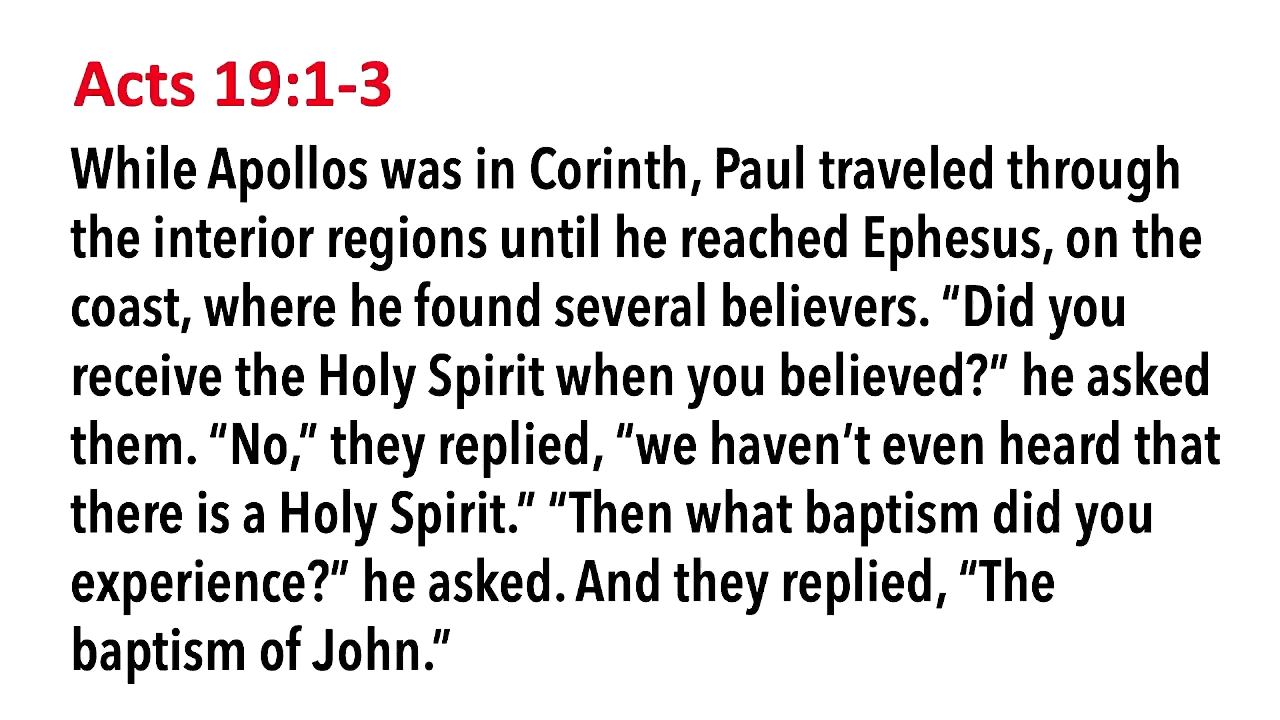 Acts 19:1-3
While Apollos was in Corinth, Paul traveled through
the interior regions until he reached Ephesus, on the
coast, where he found several believers. “Did you
receive the Holy Spirit when you believed?” he asked
them. “No,” they replied, “we haven’t even heard that
there is a Holy Spirit.” “Then what baptism did you
experience?” he asked. And they replied, “The
baptism of John.”